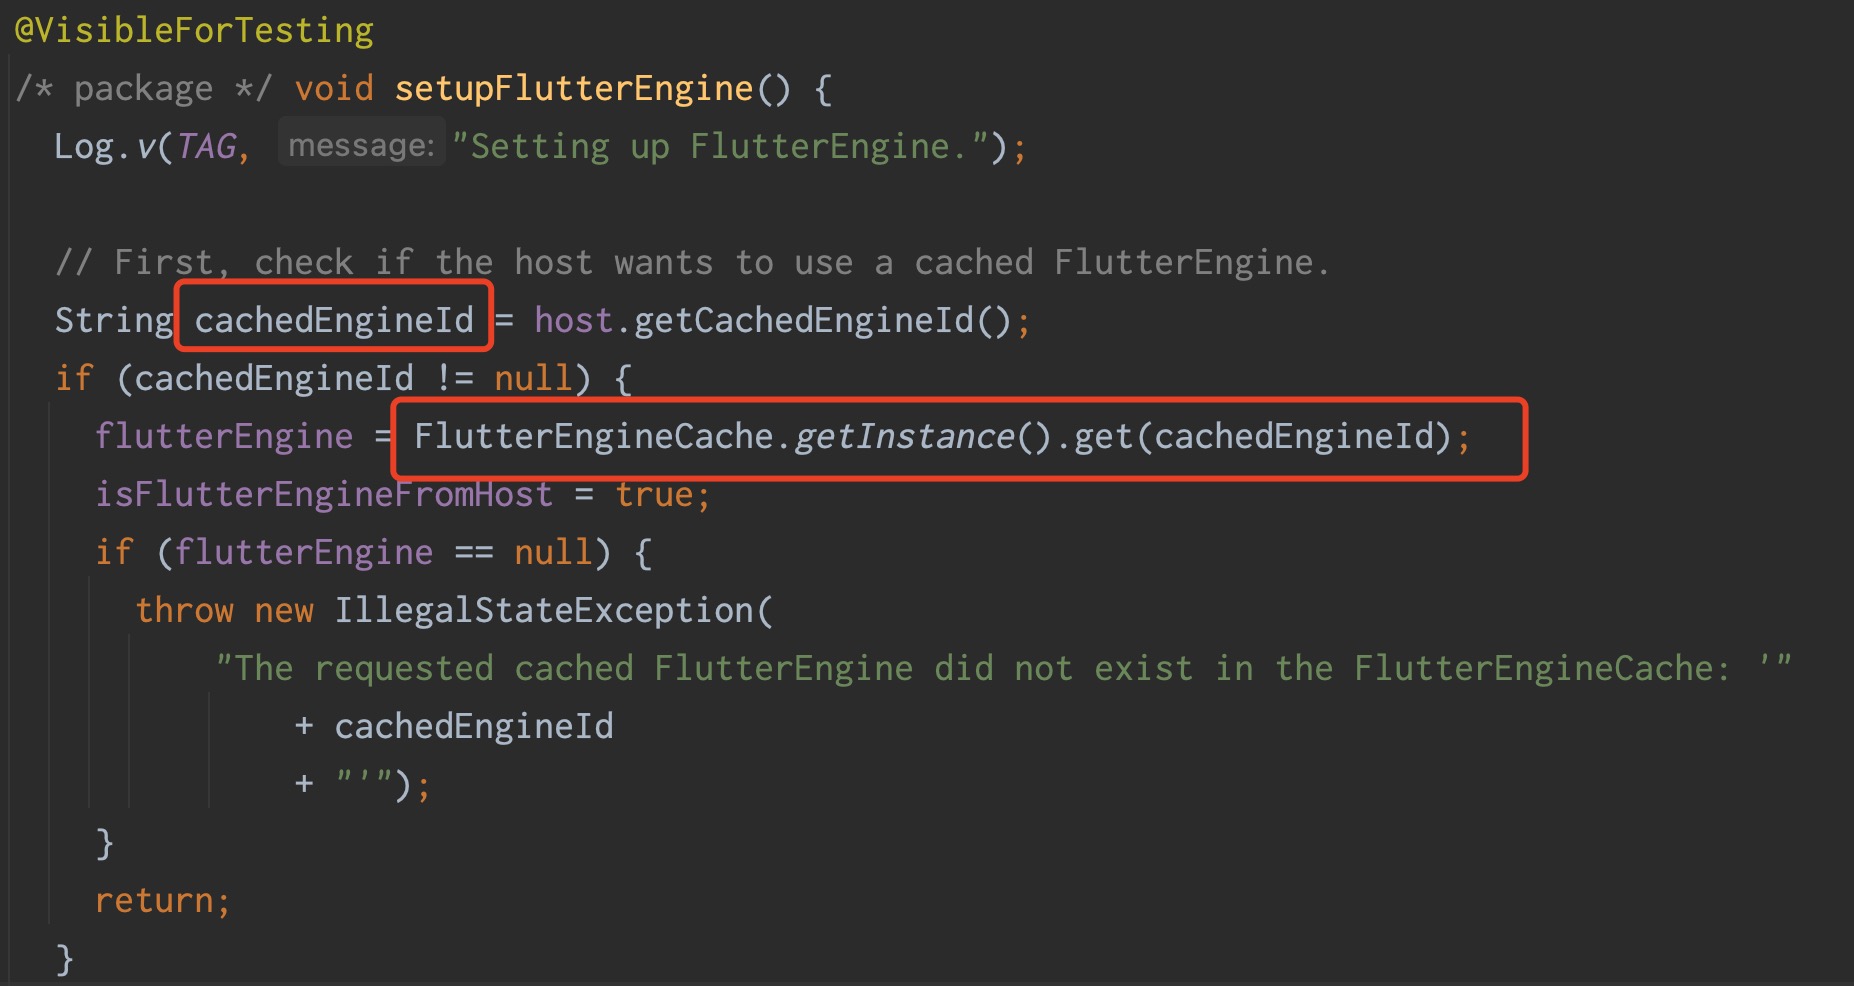 @VisibleForTesting
/* package */ void setupFlutterEngine() {
Log.v(TAG, message: "Setting up FlutterEngine.");
// First, check if the host wants to use a cached FlutterEngine.
String cachedEngineId = host.getCachedEngineId();
if (cachedEngineId != null) {
flutterEngine = FlutterEngineCache.getInstance().get(cachedEngineId);
isFlutterEngineFromHost = true;
if (flutterEngine == null) {
throw new IllegalStateException(
"The requested cached FlutterEngine did not exist in the FlutterEngineCache: '"
+ cachedEngineId
+ "'");
}
return;
}